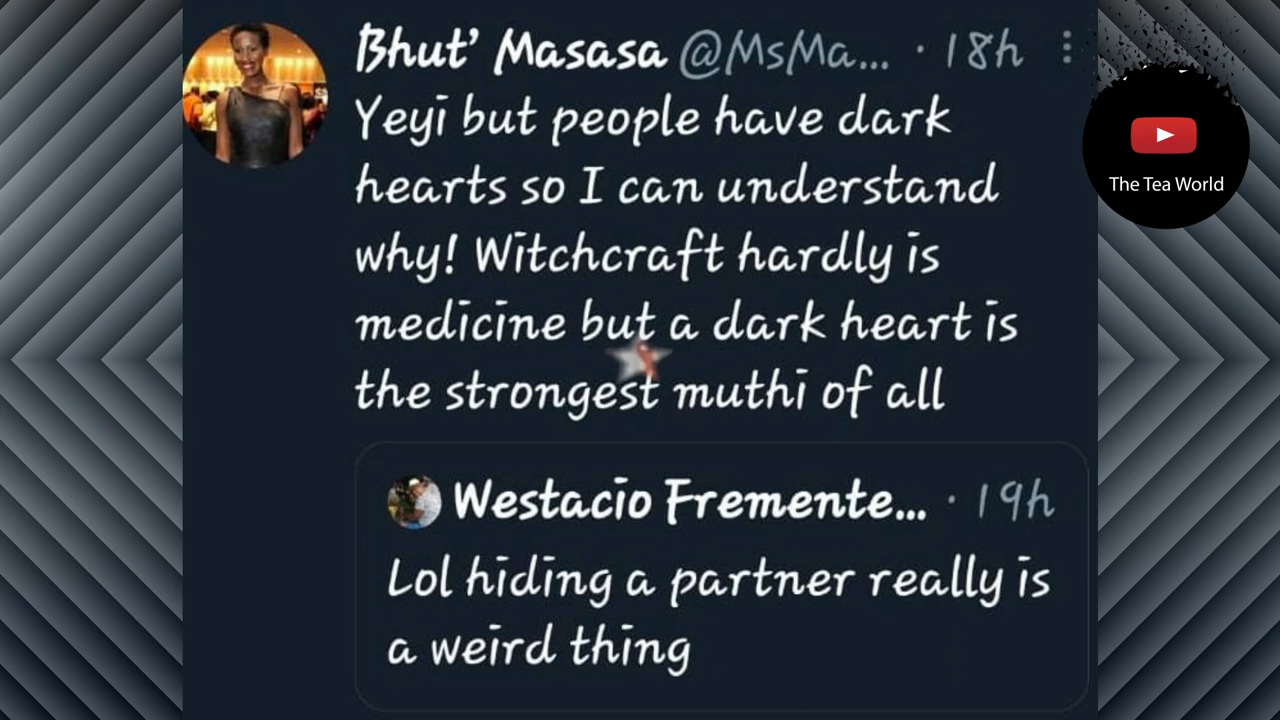 Bhut' Masasa @MsMa... · 18h
Yeyi but people have dark
hearts so I can understand
why! Witchcraft hardly is
medicine but a dark heart is
the strongest muthi of all
Westacio Fremente... · 19h
Lol hiding a partner really is
a weird thing
The Tea World